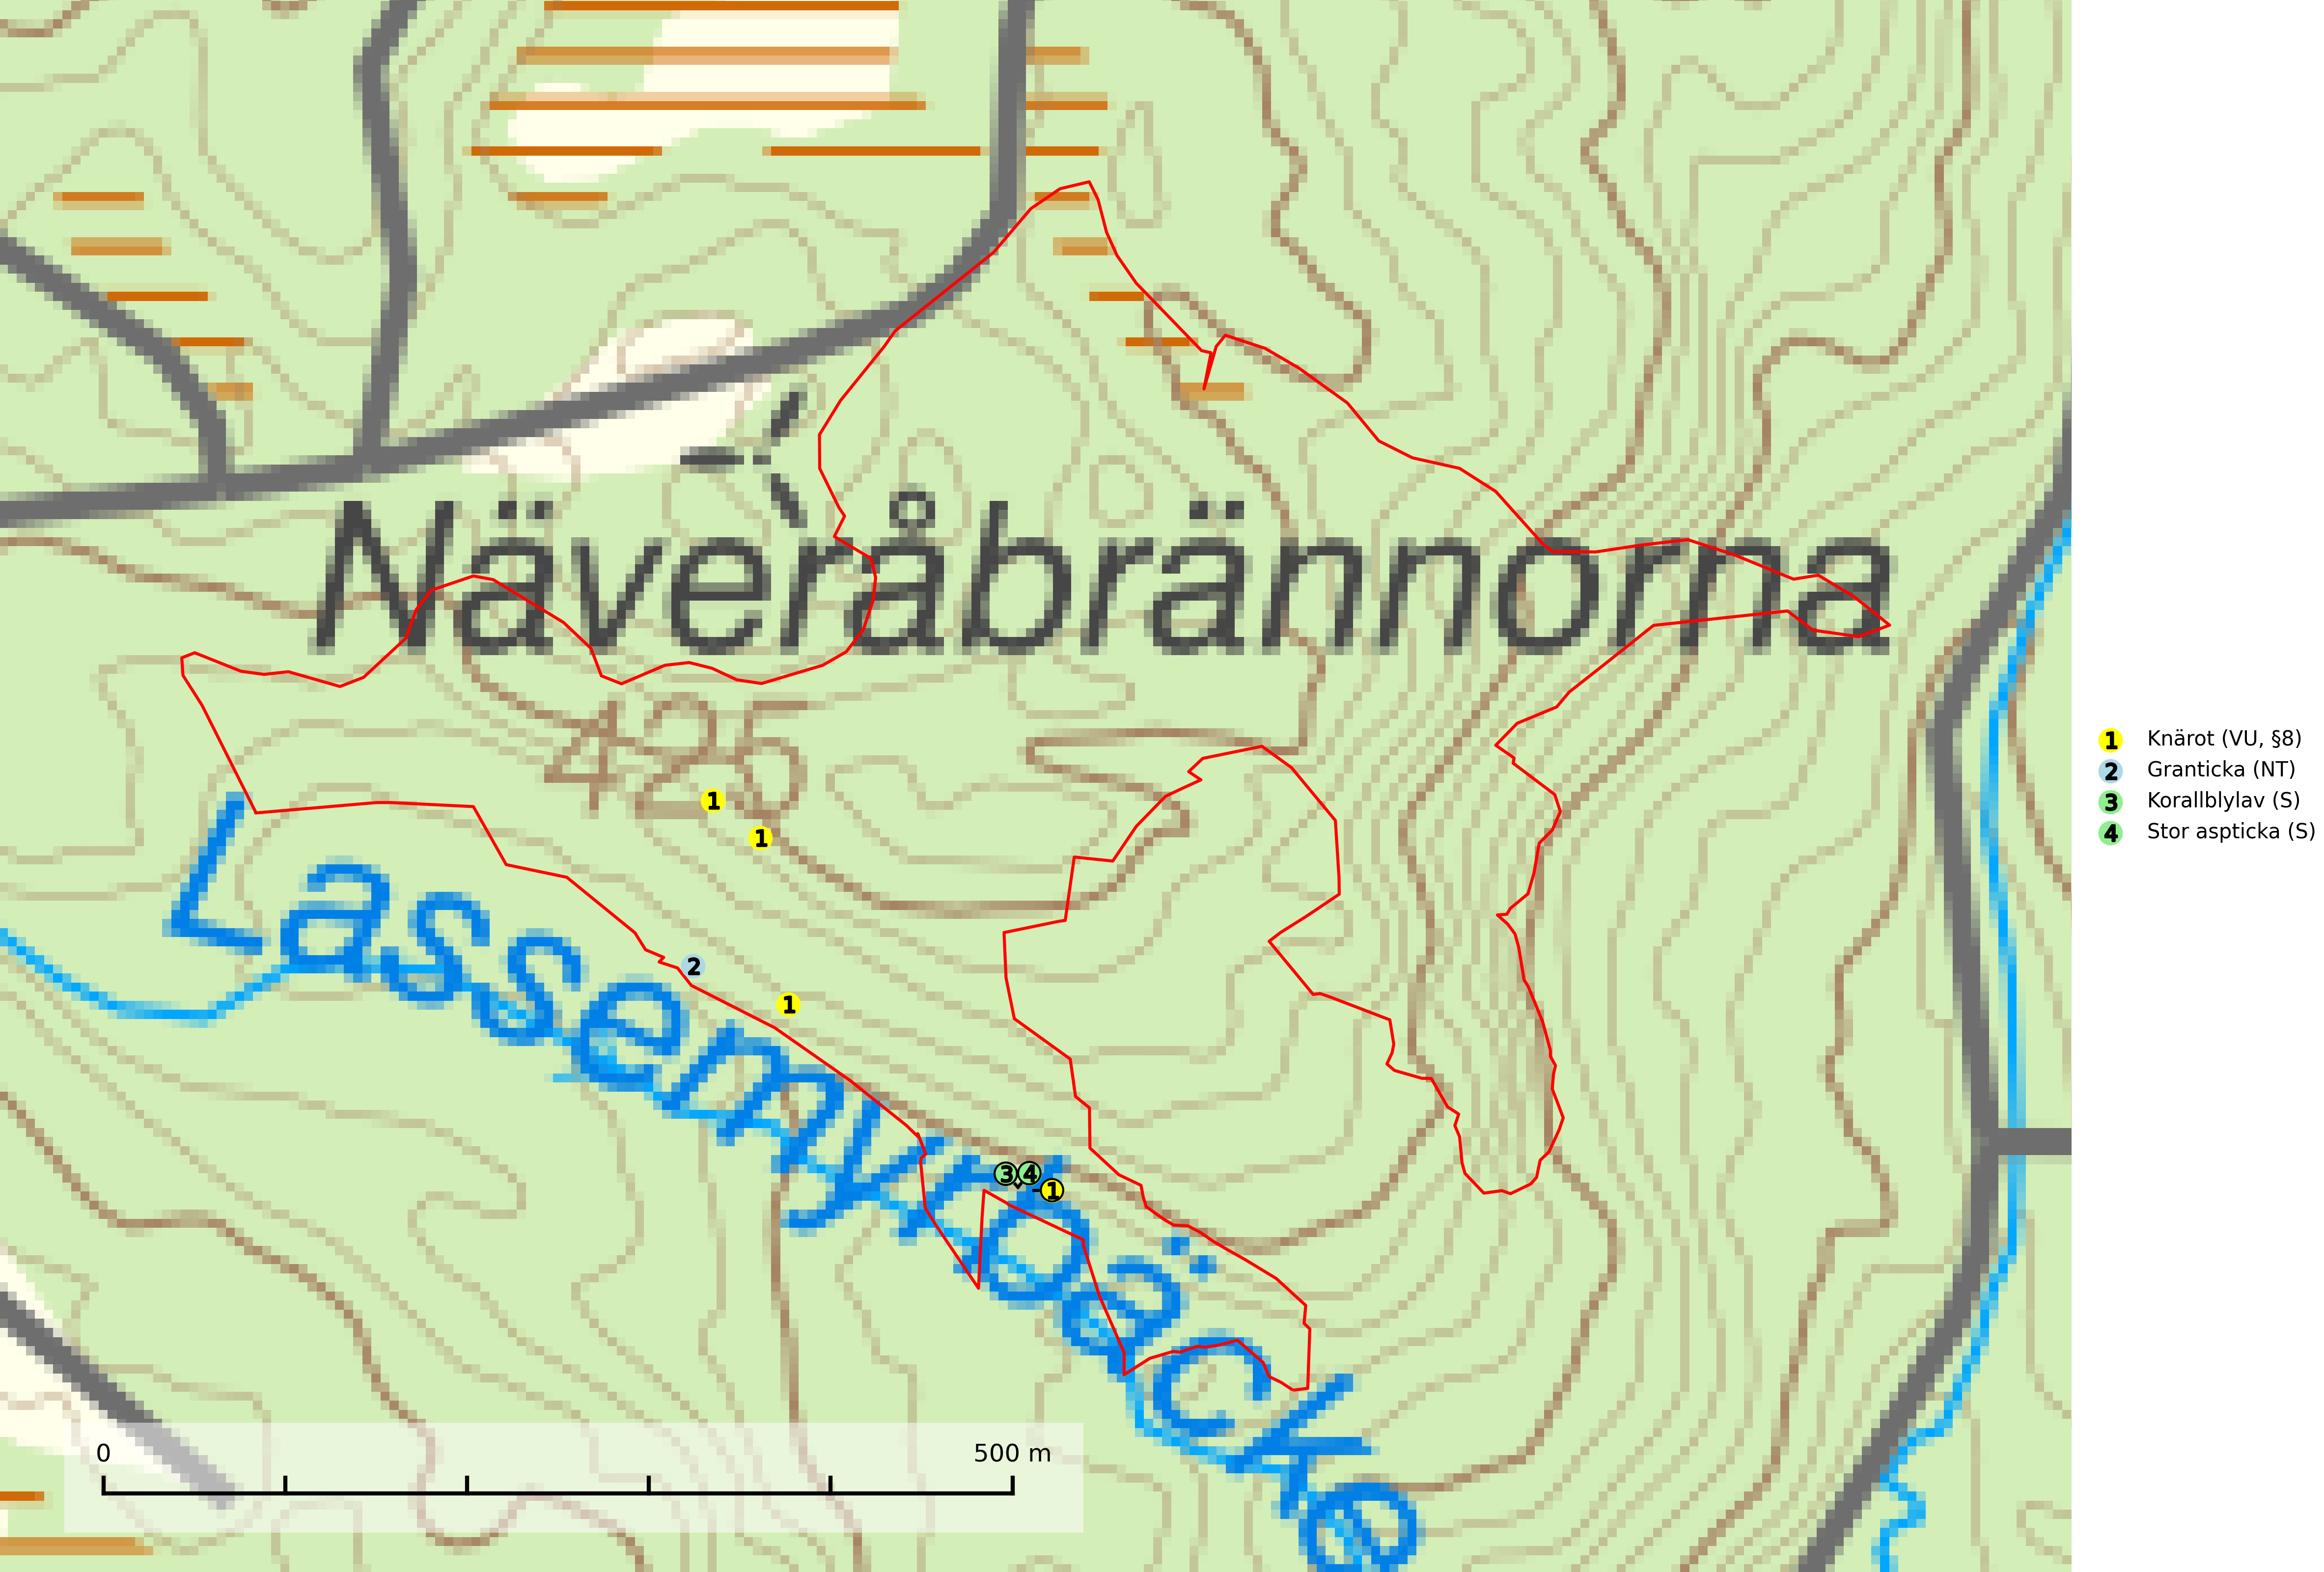 Näveråbrännorna
425
1
1
2
1
3 4
1
Lassenvybäcke
0 500 m
1 Knärot (VU, §8)
2 Granticka (NT)
3 Korallblylav (S)
4 Stor aspticka (S)